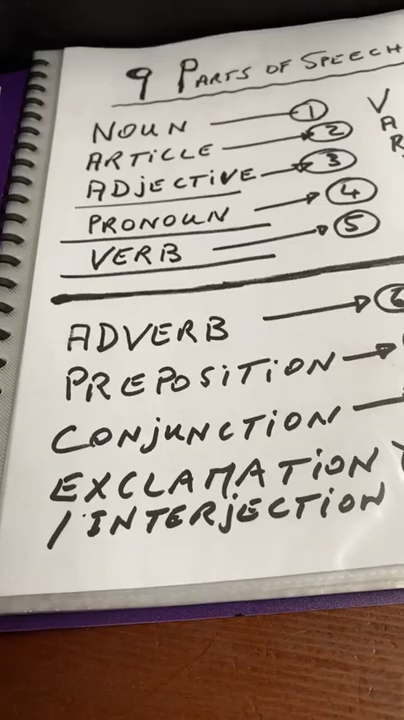 9 PARTS OF SPEECH
NOUN 1
ARTICLE 2
ADJECTIVE 3
PRONOUN 4
VERB 5
ADVERB 6
PREPOSITION
CONJUNCTION
EXCLAMATION
/INTERJECTION
V
A
R